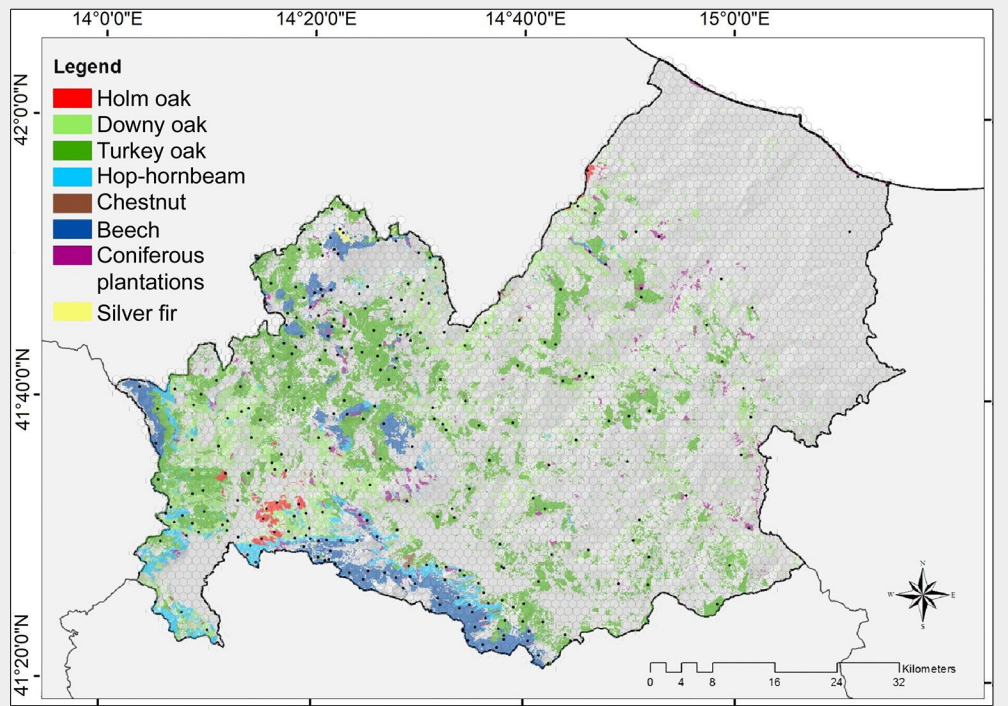 14°0'0"E 14°20'0"E 14°40'0"E 15°0'0"E
42°0'0"N
41°40'0"N
41°20'0"N
Legend
Holm oak
Downy oak
Turkey oak
Hop-hornbeam
Chestnut
Beech
Coniferous
plantations
Silver fir
N
W E
S
Kilometers
0 4 8 16 24 32